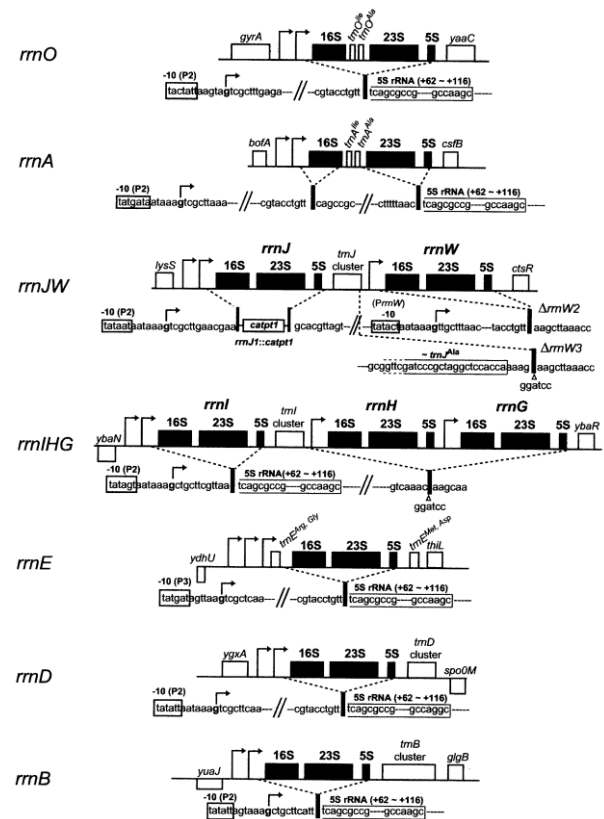 rrnO
gyrA 16S trnO^Ile trnO^Ala 23S 5S yaaC
-10 (P2) 5S rRNA (+62 ~ +116)
tactattaagtagtcgctttgaga --- // --cgtacctgtt tcagcgccg----gccaagc
rrnA
bofA 16S trnA^Ile trnA^Ala 23S 5S csfB
-10 (P2) 5S rRNA (+62 ~ +116)
tatgataataaagtcgcttaaa --- // ---cgtacctgtt cagccgc- // -ctttttaac tcagcgccg----gccaagc
rrnJ trnJ cluster rrnW
rrnJW
lysS 16S 23S 5S 16S 23S 5S ctsR
-10 (P2) (PrrnW) -10 ΔrrnW2
tataataataaagtcgcttgaacgaa catpt1 gcacgttagt- // tatactaataaagttgctttaac---tacctgtt aagcttaaacc
rrnJ1::catpt1 ~ trnJ^Ala ΔrrnW3
---gcggttcgatcccgctaggctccaccaaaag aagcttaaacc
ggatcc
rrnI trnI cluster rrnH rrnG
rrnIHG
ybaN 16S 23S 5S 16S 23S 5S 16S 23S 5S ybaR
-10 (P2) 5S rRNA(+62 ~ +116)
tatagtaataaagctgcttcgttaa tcagcgccg----gccaagc --- // ---gtcaaac aagcaa
ggatcc
rrnE
ydhU trnE^Arg, Gly 16S 23S 5S trnE^Met, Asp thiL
-10 (P3) 5S rRNA (+62 ~ +116)
tatgatagttaagtcgctcaa--- // ---cgtacctgtt tcagcgccg----gccaagc
rrnD
ygxA 16S 23S 5S trnD cluster spo0M
-10 (P2) 5S rRNA (+62 ~ +116)
tatattaataaagtcgcttcaa--- // ---cgtacctgtt tcagcgccg----gccaggc
rrnB
yuaJ 16S 23S 5S trnB cluster glgB
-10 (P2) 5S rRNA (+62 ~ +116)
tatattagtaaagctgcttcatt tcagcgccg----gccaagc